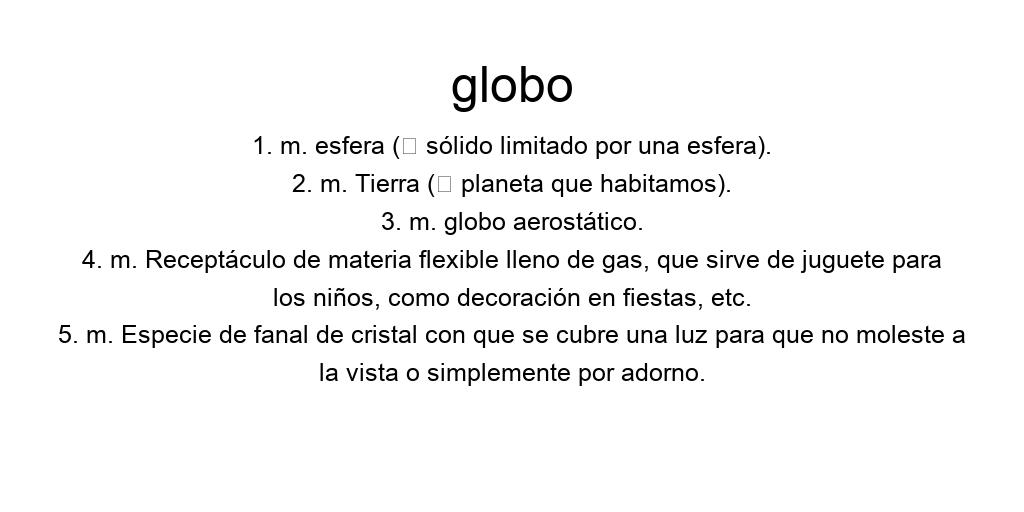 globo
1. m. esfera (▯ sólido limitado por una esfera).
2. m. Tierra (▯ planeta que habitamos).
3. m. globo aerostático.
4. m. Receptáculo de materia flexible lleno de gas, que sirve de juguete para
los niños, como decoración en fiestas, etc.
5. m. Especie de fanal de cristal con que se cubre una luz para que no moleste a
la vista o simplemente por adorno.